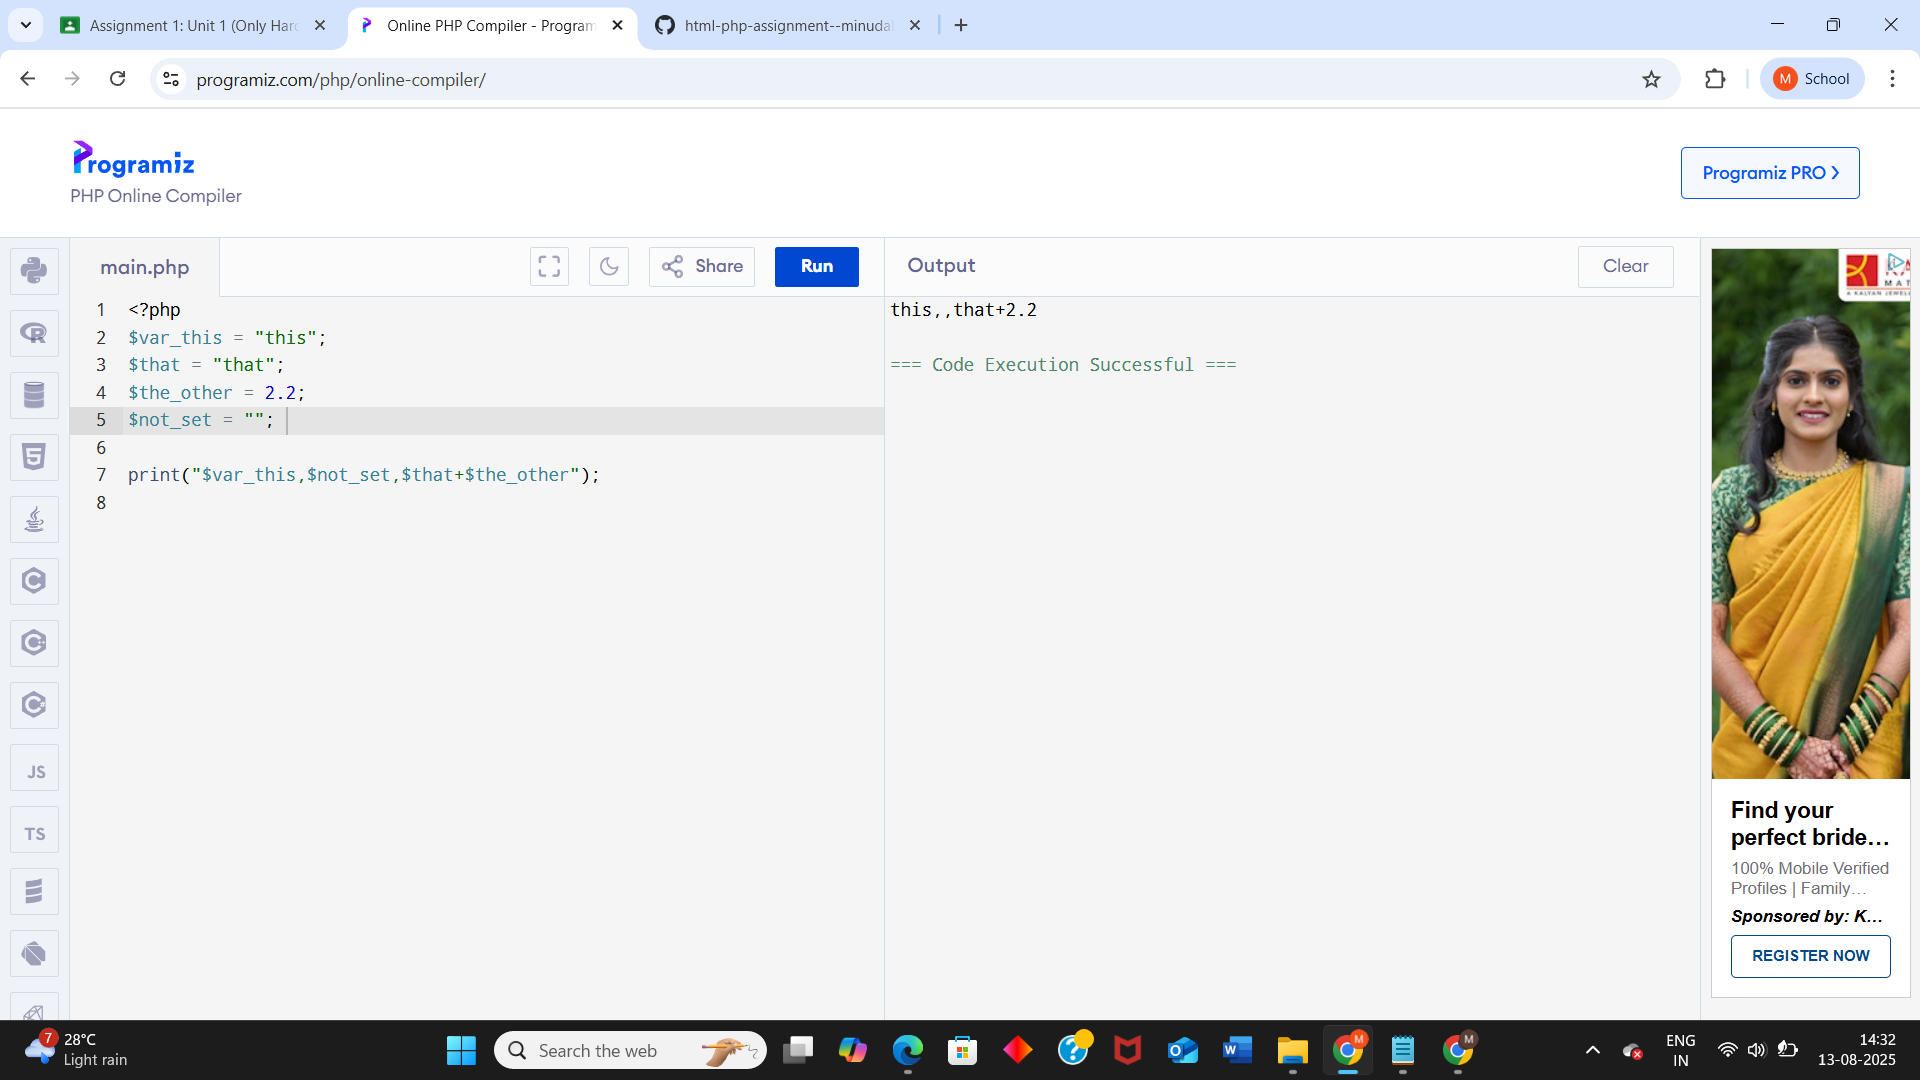 Assignment 1: Unit 1 (Only Hard
Online PHP Compiler - Program
html-php-assignment--minuda
programiz.com/php/online-compiler/
M School
Programiz
PHP Online Compiler
Programiz PRO
main.php
Share
Run
Output
Clear
1 <?php
2 $var_this = "this";
3 $that = "that";
4 $the_other = 2.2;
5 $not_set = "";
6
7 print("$var_this,$not_set,$that+$the_other");
8
this,,that+2.2
=== Code Execution Successful ===
JS
TS
A KALYAN JEWELL
Find your
perfect bride...
100% Mobile Verified
Profiles | Family...
Sponsored by: K...
REGISTER NOW
7
28°C
Light rain
Search the web
M
M
ENG
IN
14:32
13-08-2025